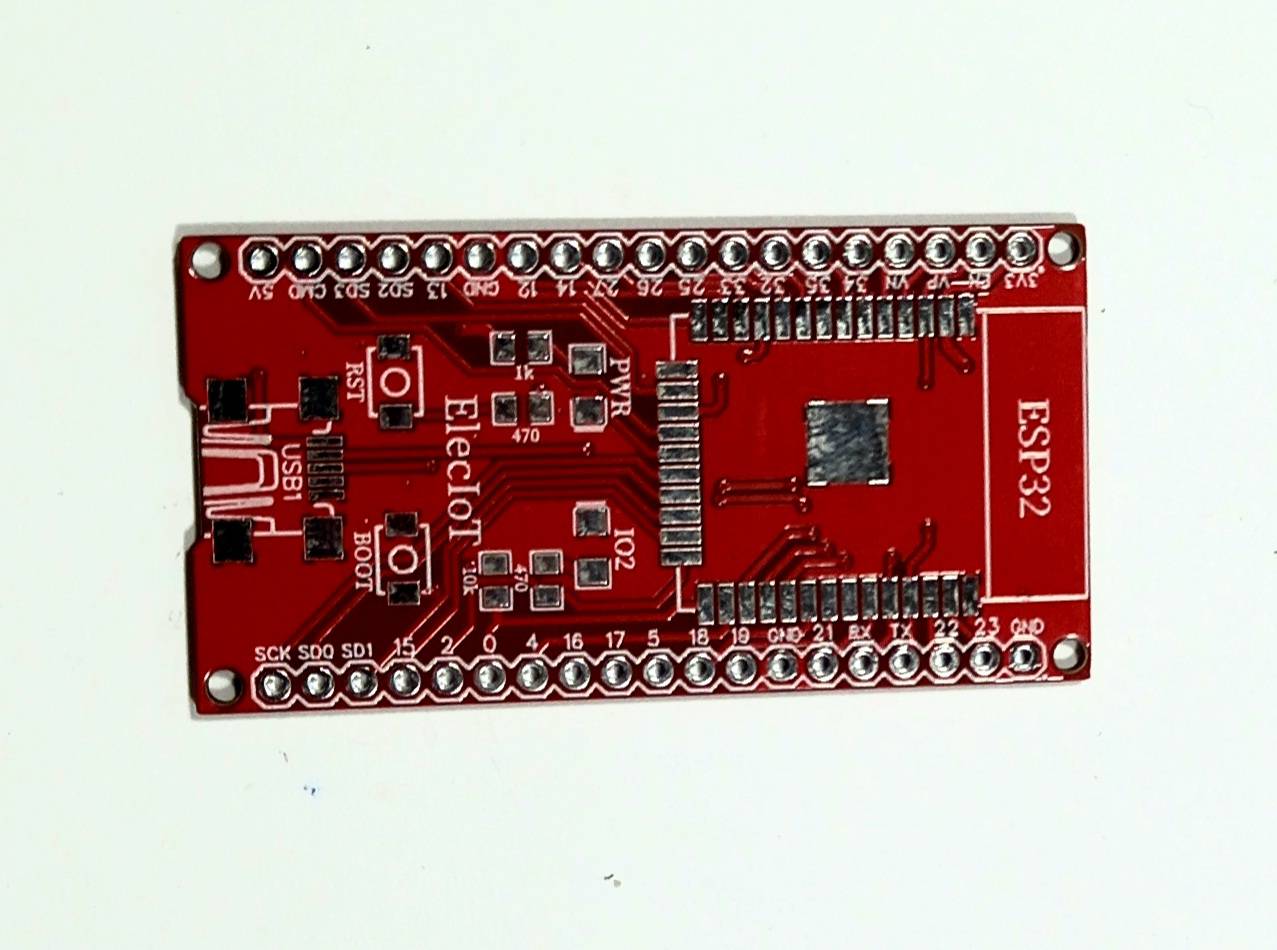 5V CMD SD3 SD2 13 GND 12 14 27 26 25 33 32 35 34 VN VP EN 3V3
RST
1k
470
PWR
USB1
ElecIoT
ESP32
BOOT
10k
470
IO2
SCK SD0 SD1 15 2 0 4 16 17 5 18 19 GND 21 RX TX 22 23 GND